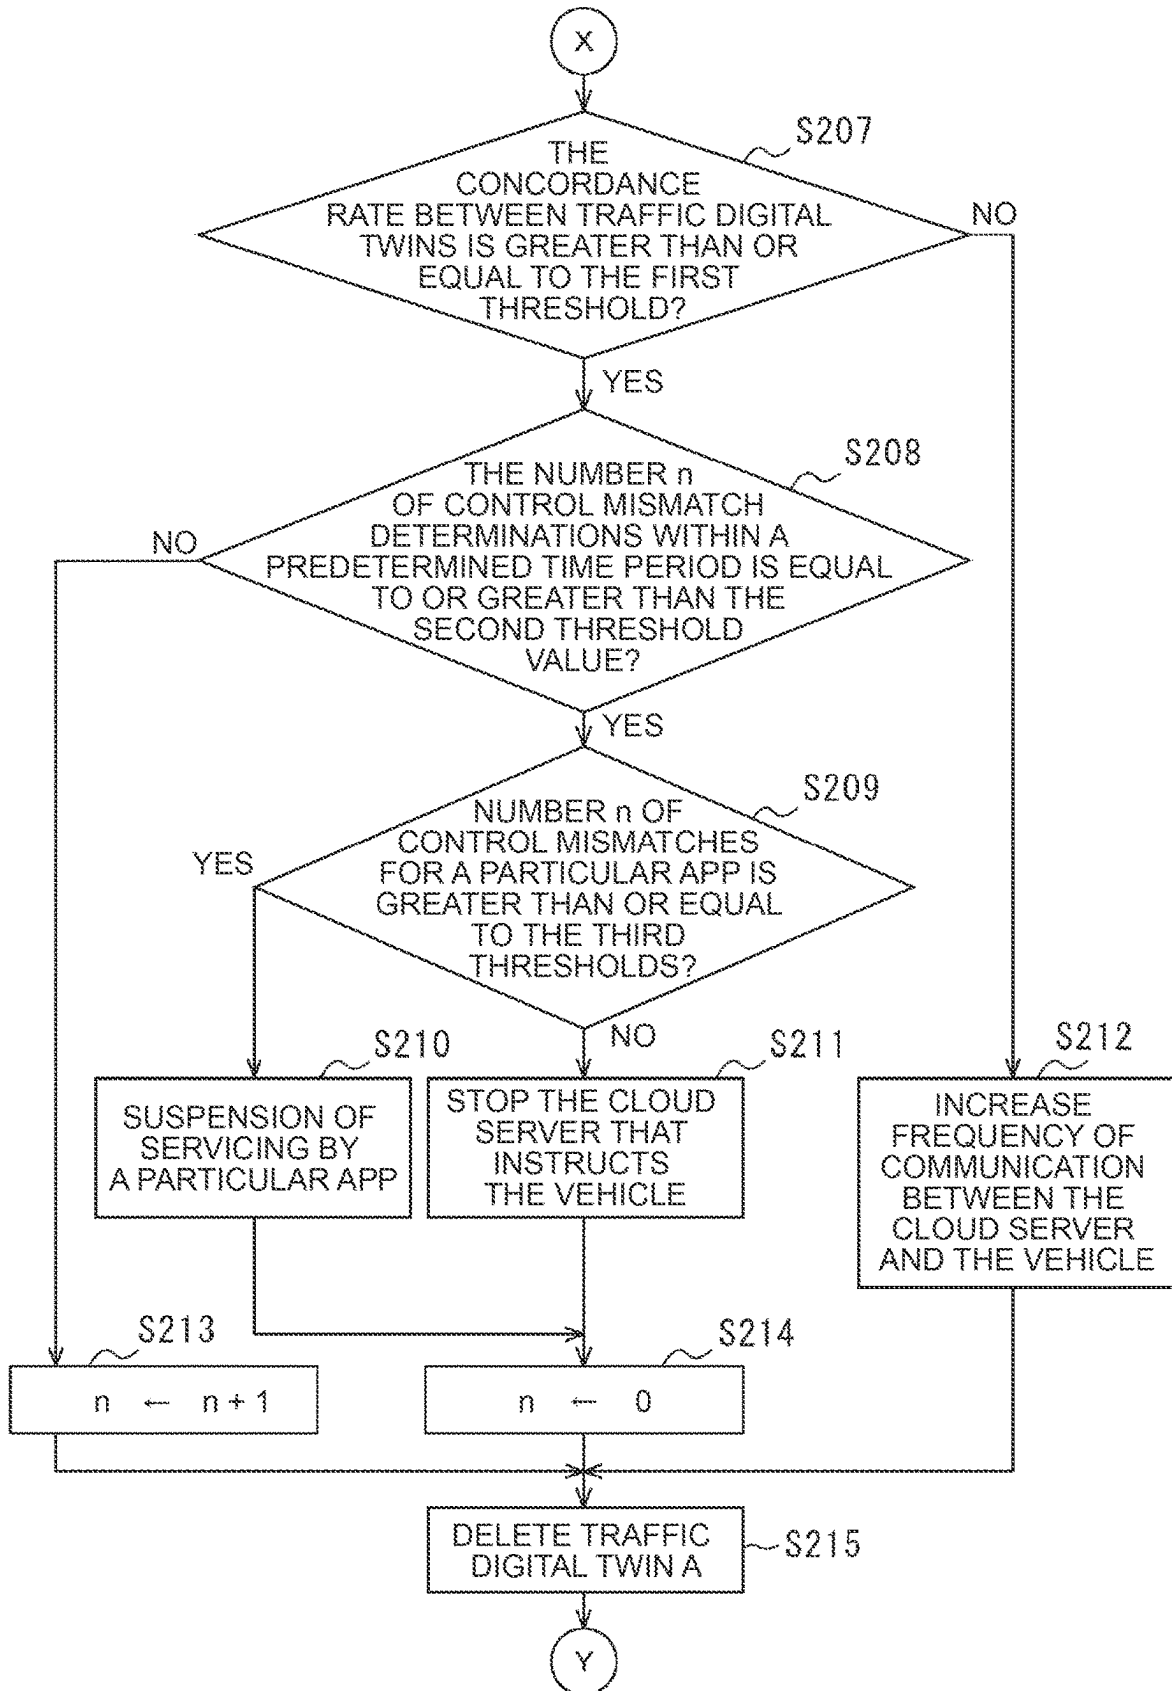 X
S207
THE
CONCORDANCE
RATE BETWEEN TRAFFIC DIGITAL
TWINS IS GREATER THAN OR
EQUAL TO THE FIRST
THRESHOLD?
NO
YES
S208
THE NUMBER n
OF CONTROL MISMATCH
DETERMINATIONS WITHIN A
PREDETERMINED TIME PERIOD IS EQUAL
TO OR GREATER THAN THE
SECOND THRESHOLD
VALUE?
NO
YES
S209
NUMBER n OF
CONTROL MISMATCHES
FOR A PARTICULAR APP IS
GREATER THAN OR EQUAL
TO THE THIRD
THRESHOLDS?
YES
NO
S210
SUSPENSION OF
SERVICING BY
A PARTICULAR APP
S211
STOP THE CLOUD
SERVER THAT
INSTRUCTS
THE VEHICLE
S212
INCREASE
FREQUENCY OF
COMMUNICATION
BETWEEN THE
CLOUD SERVER
AND THE VEHICLE
S213
n ← n + 1
S214
n ← 0
DELETE TRAFFIC
DIGITAL TWIN A
S215
Y